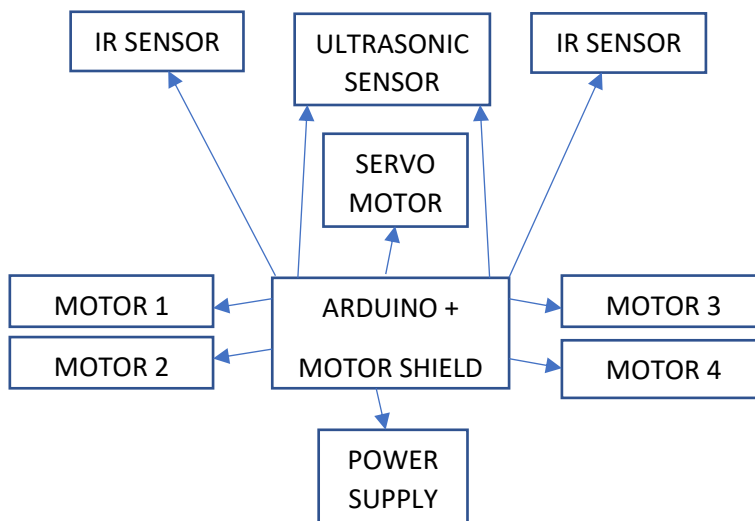 IR SENSOR
ULTRASONIC
SENSOR
IR SENSOR
SERVO
MOTOR
MOTOR 1
MOTOR 2
ARDUINO +
MOTOR SHIELD
MOTOR 3
MOTOR 4
POWER
SUPPLY